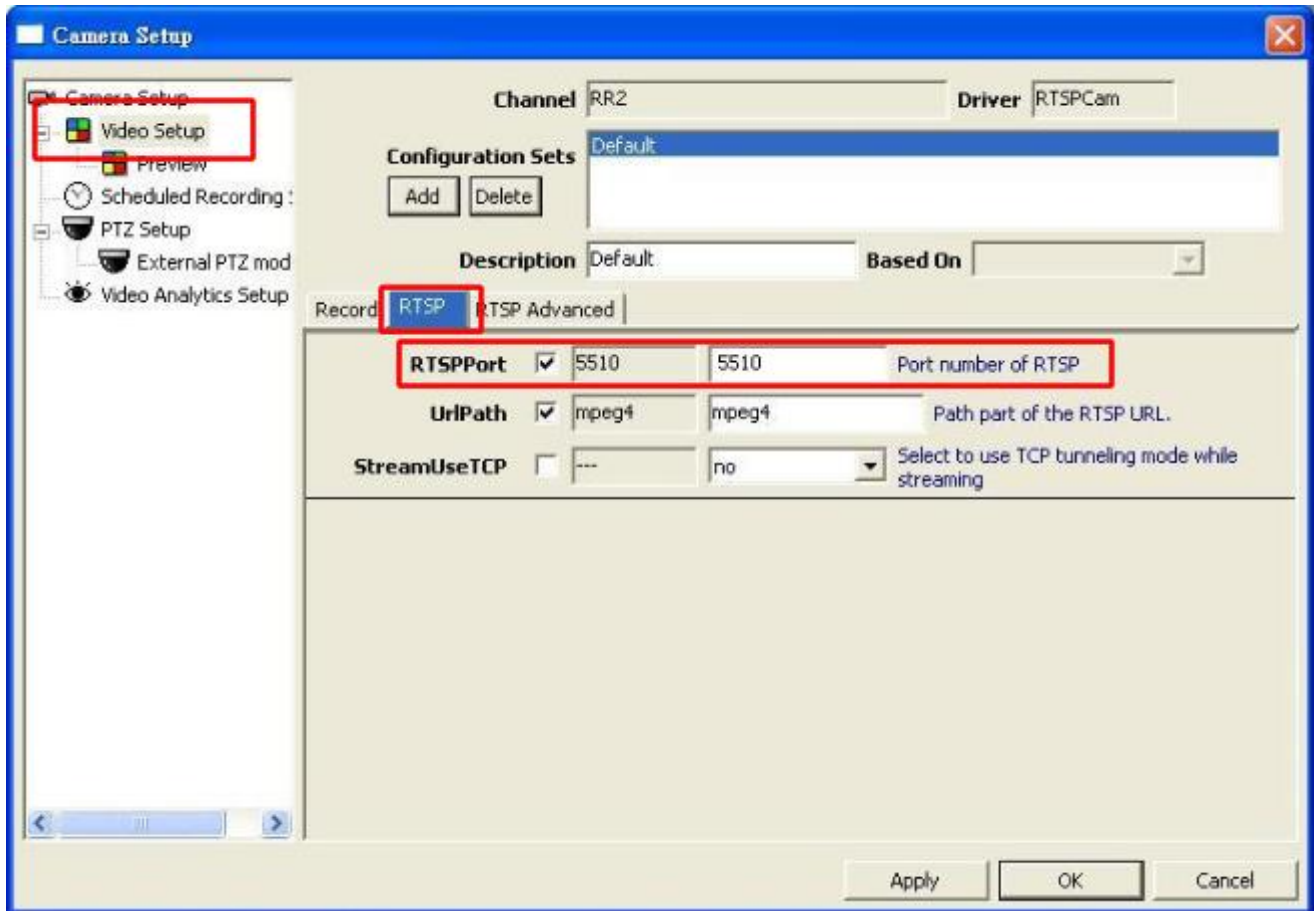 Camera Setup
Camera Setup
Video Setup
Preview
Scheduled Recording
PTZ Setup
External PTZ mod
Video Analytics Setup
Channel RR2 Driver RTSPCam
Configuration Sets Default
Add Delete
Description Default Based On
Record RTSP RTSP Advanced
RTSPPort 5510 5510 Port number of RTSP
UrlPath mpeg4 mpeg4 Path part of the RTSP URL.
StreamUseTCP --- no Select to use TCP tunneling mode while
streaming
Apply OK Cancel